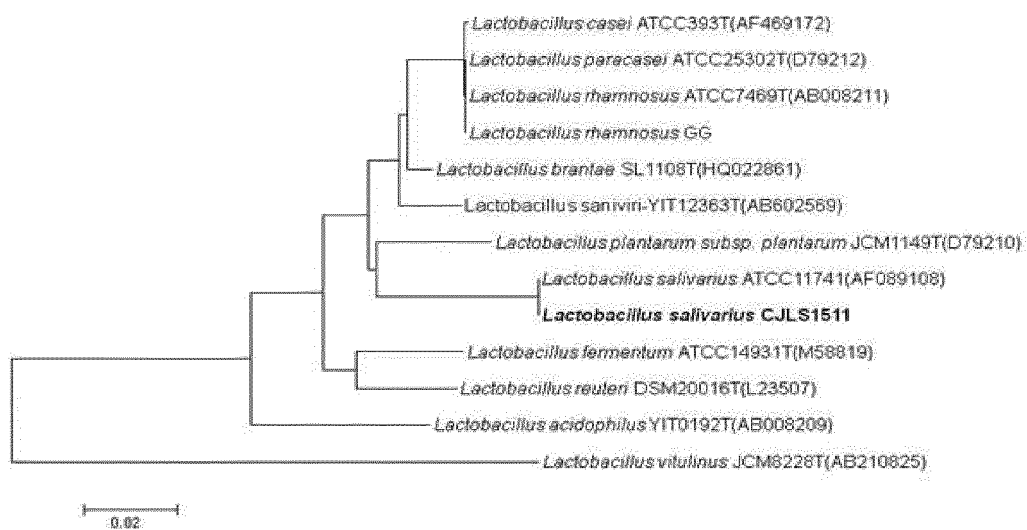 Lactobacillus casei ATCC393T(AF469172)
Lactobacillus paracasei ATCC25302T(D79212)
Lactobacillus rhamnosus ATCC7469T(AB008211)
Lactobacillus rhamnosus GG
Lactobacillus brantae SL1108T(HQ022861)
Lactobacillus saniviri-YIT12363T(AB602569)
Lactobacillus plantarum subsp. plantarum JCM1149T(D79210)
Lactobacillus salivarius ATCC11741(AF089108)
Lactobacillus salivarius CJLS1511
Lactobacillus fermentum ATCC14931T(M58819)
Lactobacillus reuteri DSM20016T(L23507)
Lactobacillus acidophilus YIT0192T(AB008209)
Lactobacillus vitulinus JCM8228T(AB210825)
0.02